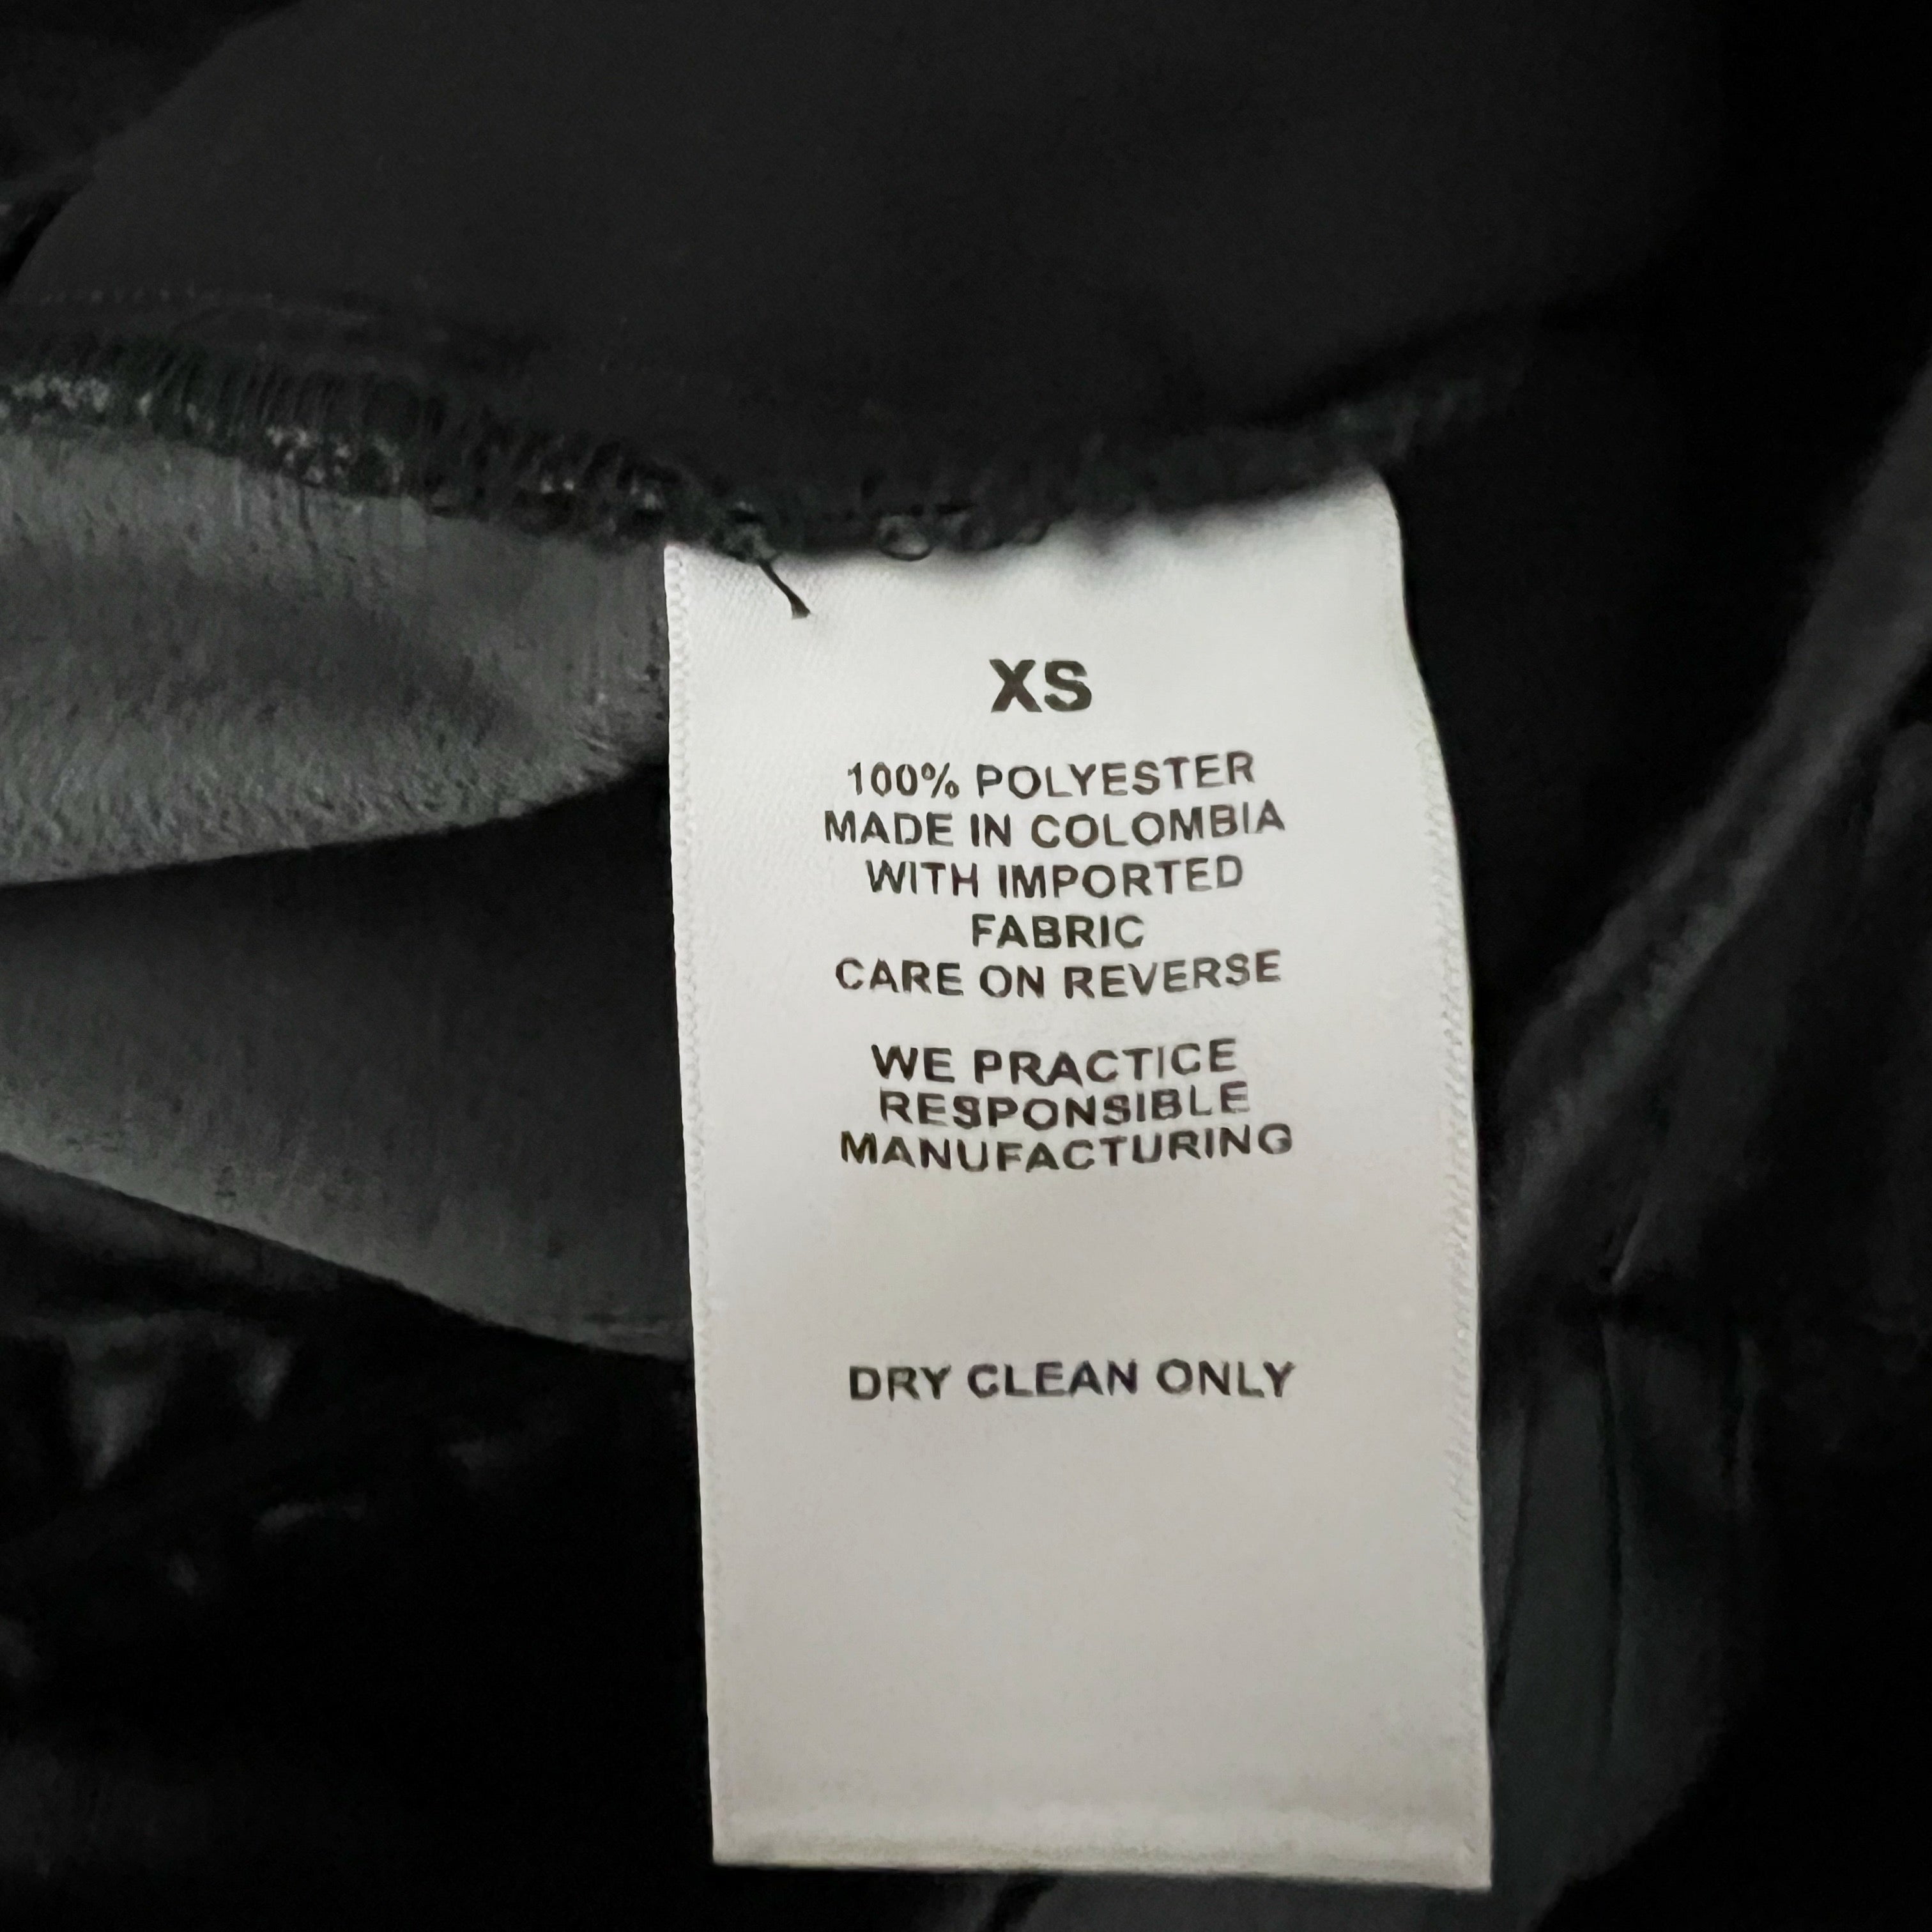 XS
100% POLYESTER
MADE IN COLOMBIA
WITH IMPORTED
FABRIC
CARE ON REVERSE
WE PRACTICE
RESPONSIBLE
MANUFACTURING
DRY CLEAN ONLY